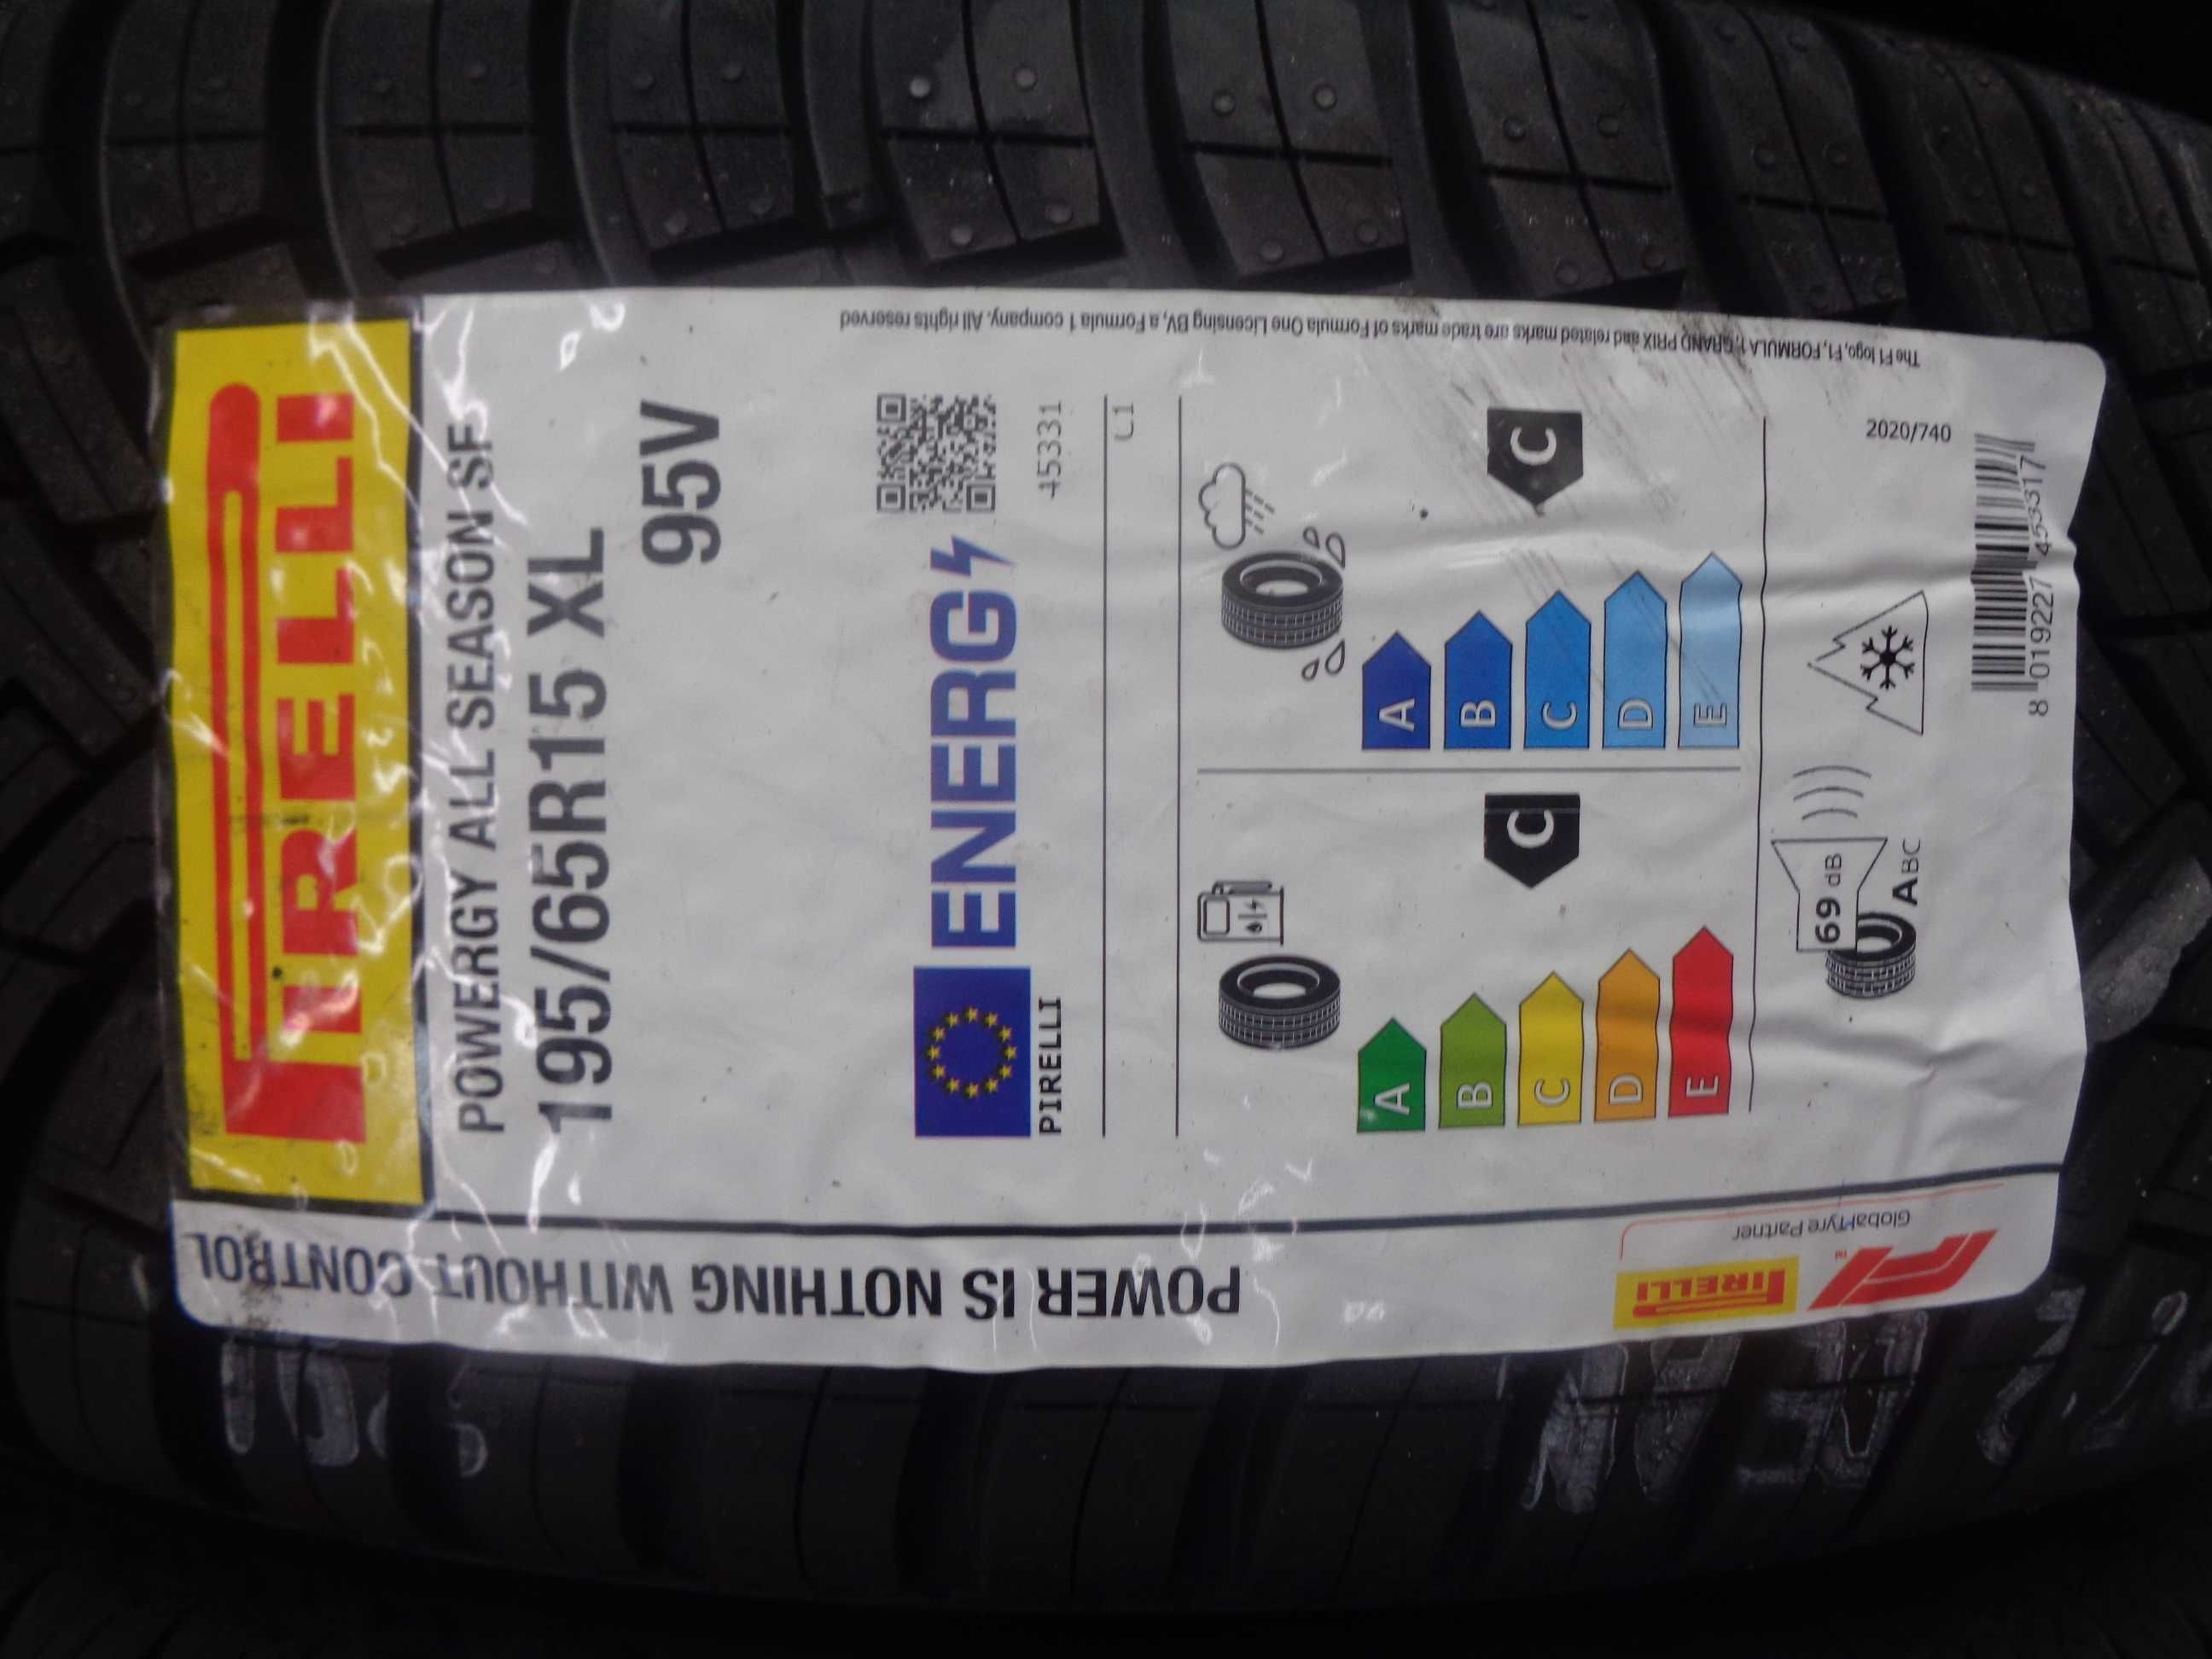 PIRELLI
POWERGY ALL SEASON SF
195/65R15 XL
95V
ENERG
PIRELLI
45331
C1
A
B
C
D
E
C
A
B
C
D
E
C
69 dB
ABC
2020/740
8 019227 453317
POWER IS NOTHING WITHOUT CONTROL
PIRELLI
F1™
Global Tyre Partner
The F1 logo, F1, FORMULA 1, GRAND PRIX and related marks are trade marks of Formula One Licensing BV, a Formula 1 company. All rights reserved